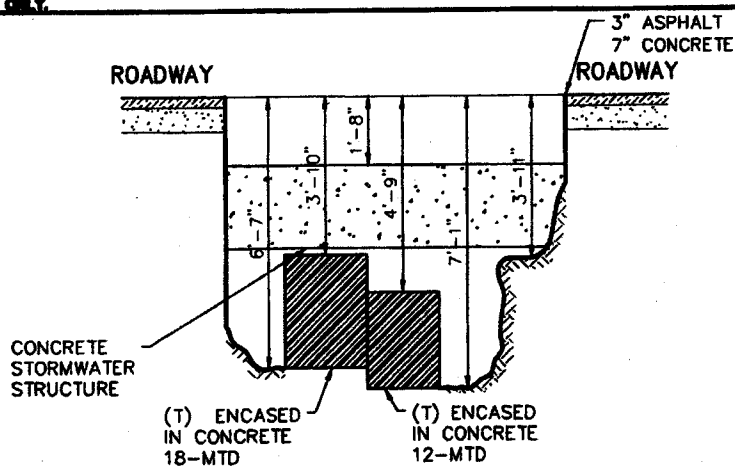 ONLY.
3" ASPHALT
7" CONCRETE
ROADWAY
ROADWAY
1'-8"
3'-10"
3'-11"
4'-9"
6'-7"
7'-1"
CONCRETE
STORMWATER
STRUCTURE
(T) ENCASED
IN CONCRETE
18-MTD
(T) ENCASED
IN CONCRETE
12-MTD